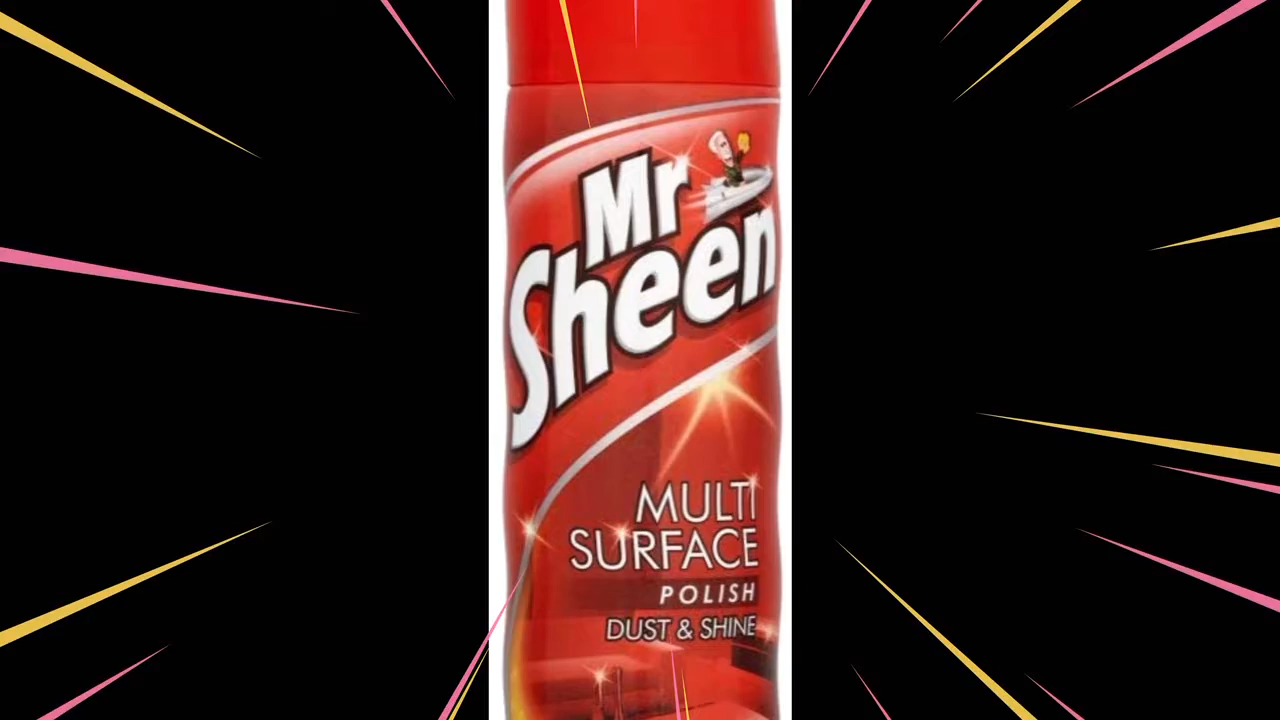 Mr
Sheen
MULTI
SURFACE
POLISH
DUST & SHINE